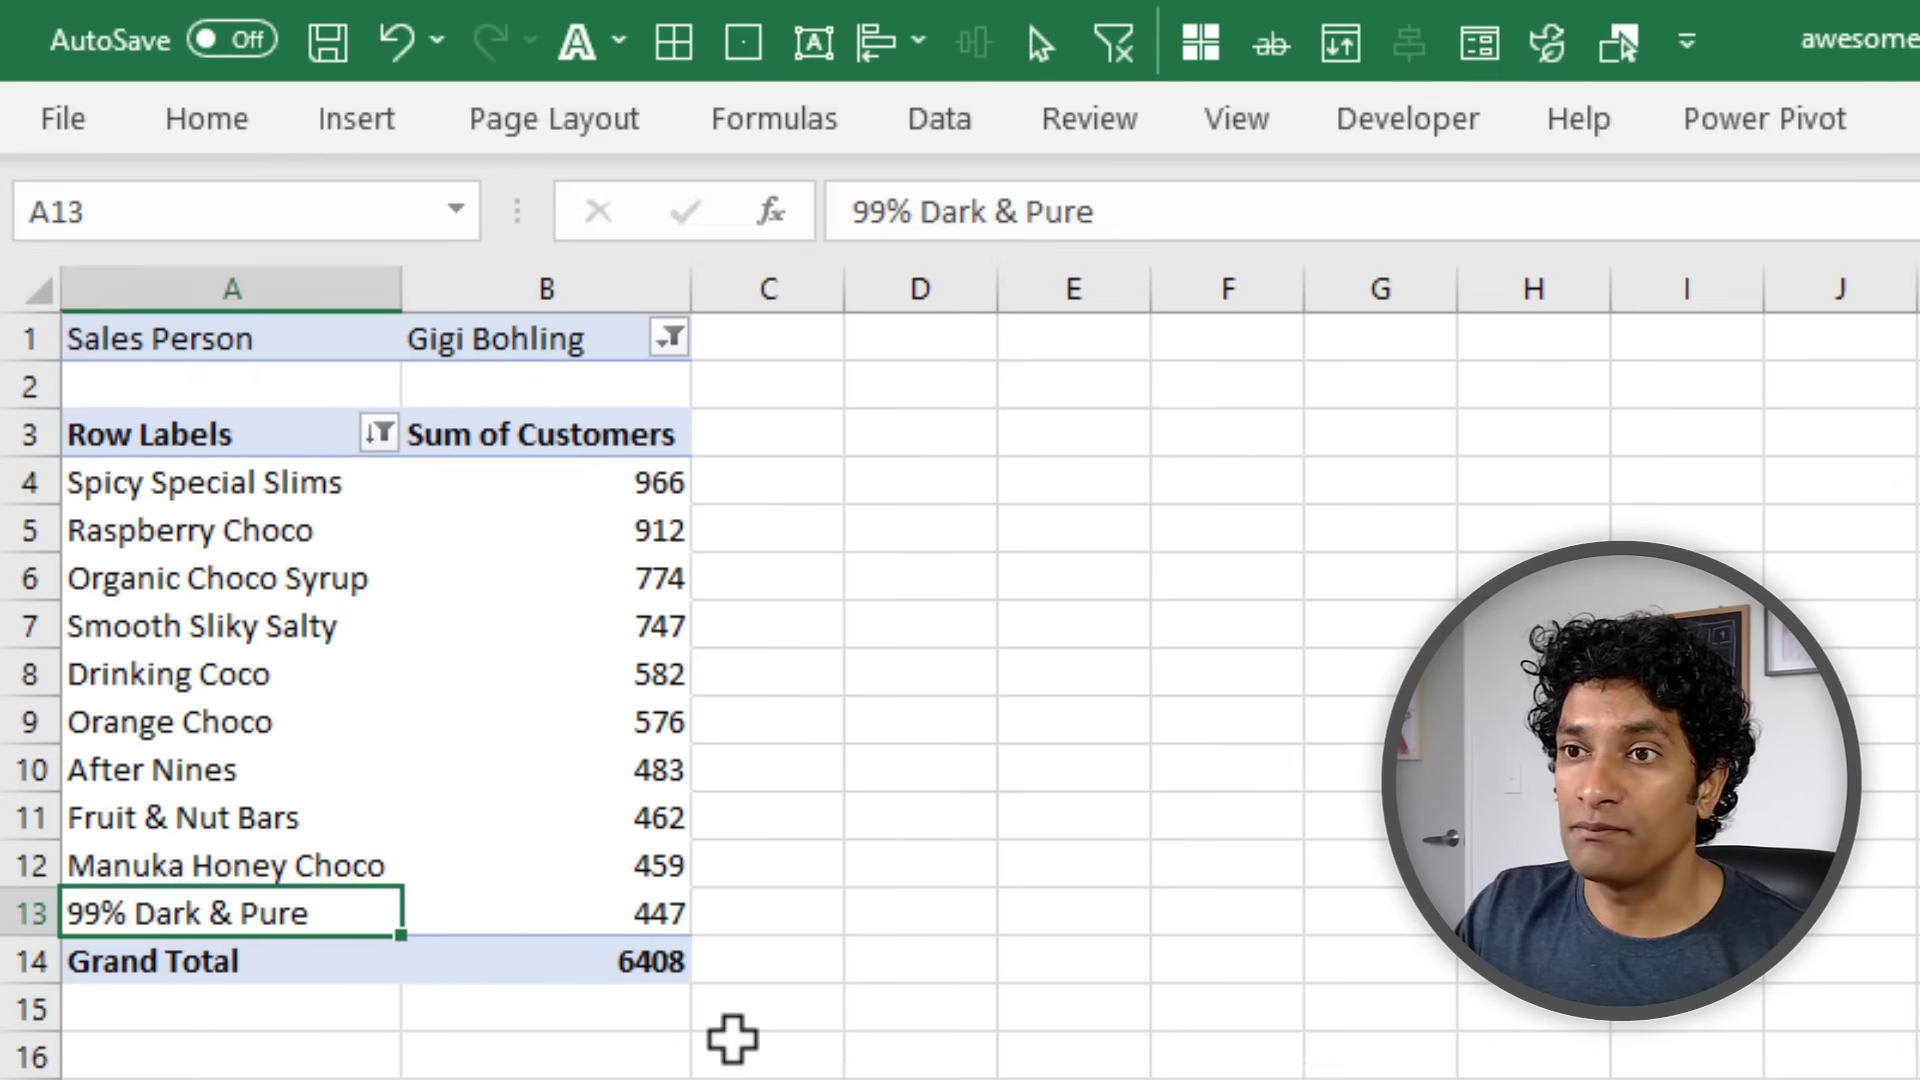 AutoSave Off awesome
File Home Insert Page Layout Formulas Data Review View Developer Help Power Pivot
A13 fx 99% Dark & Pure
A B C D E F G H I J
1 Sales Person Gigi Bohling
2
3 Row Labels Sum of Customers
4 Spicy Special Slims 966
5 Raspberry Choco 912
6 Organic Choco Syrup 774
7 Smooth Sliky Salty 747
8 Drinking Coco 582
9 Orange Choco 576
10 After Nines 483
11 Fruit & Nut Bars 462
12 Manuka Honey Choco 459
13 99% Dark & Pure 447
14 Grand Total 6408
15
16